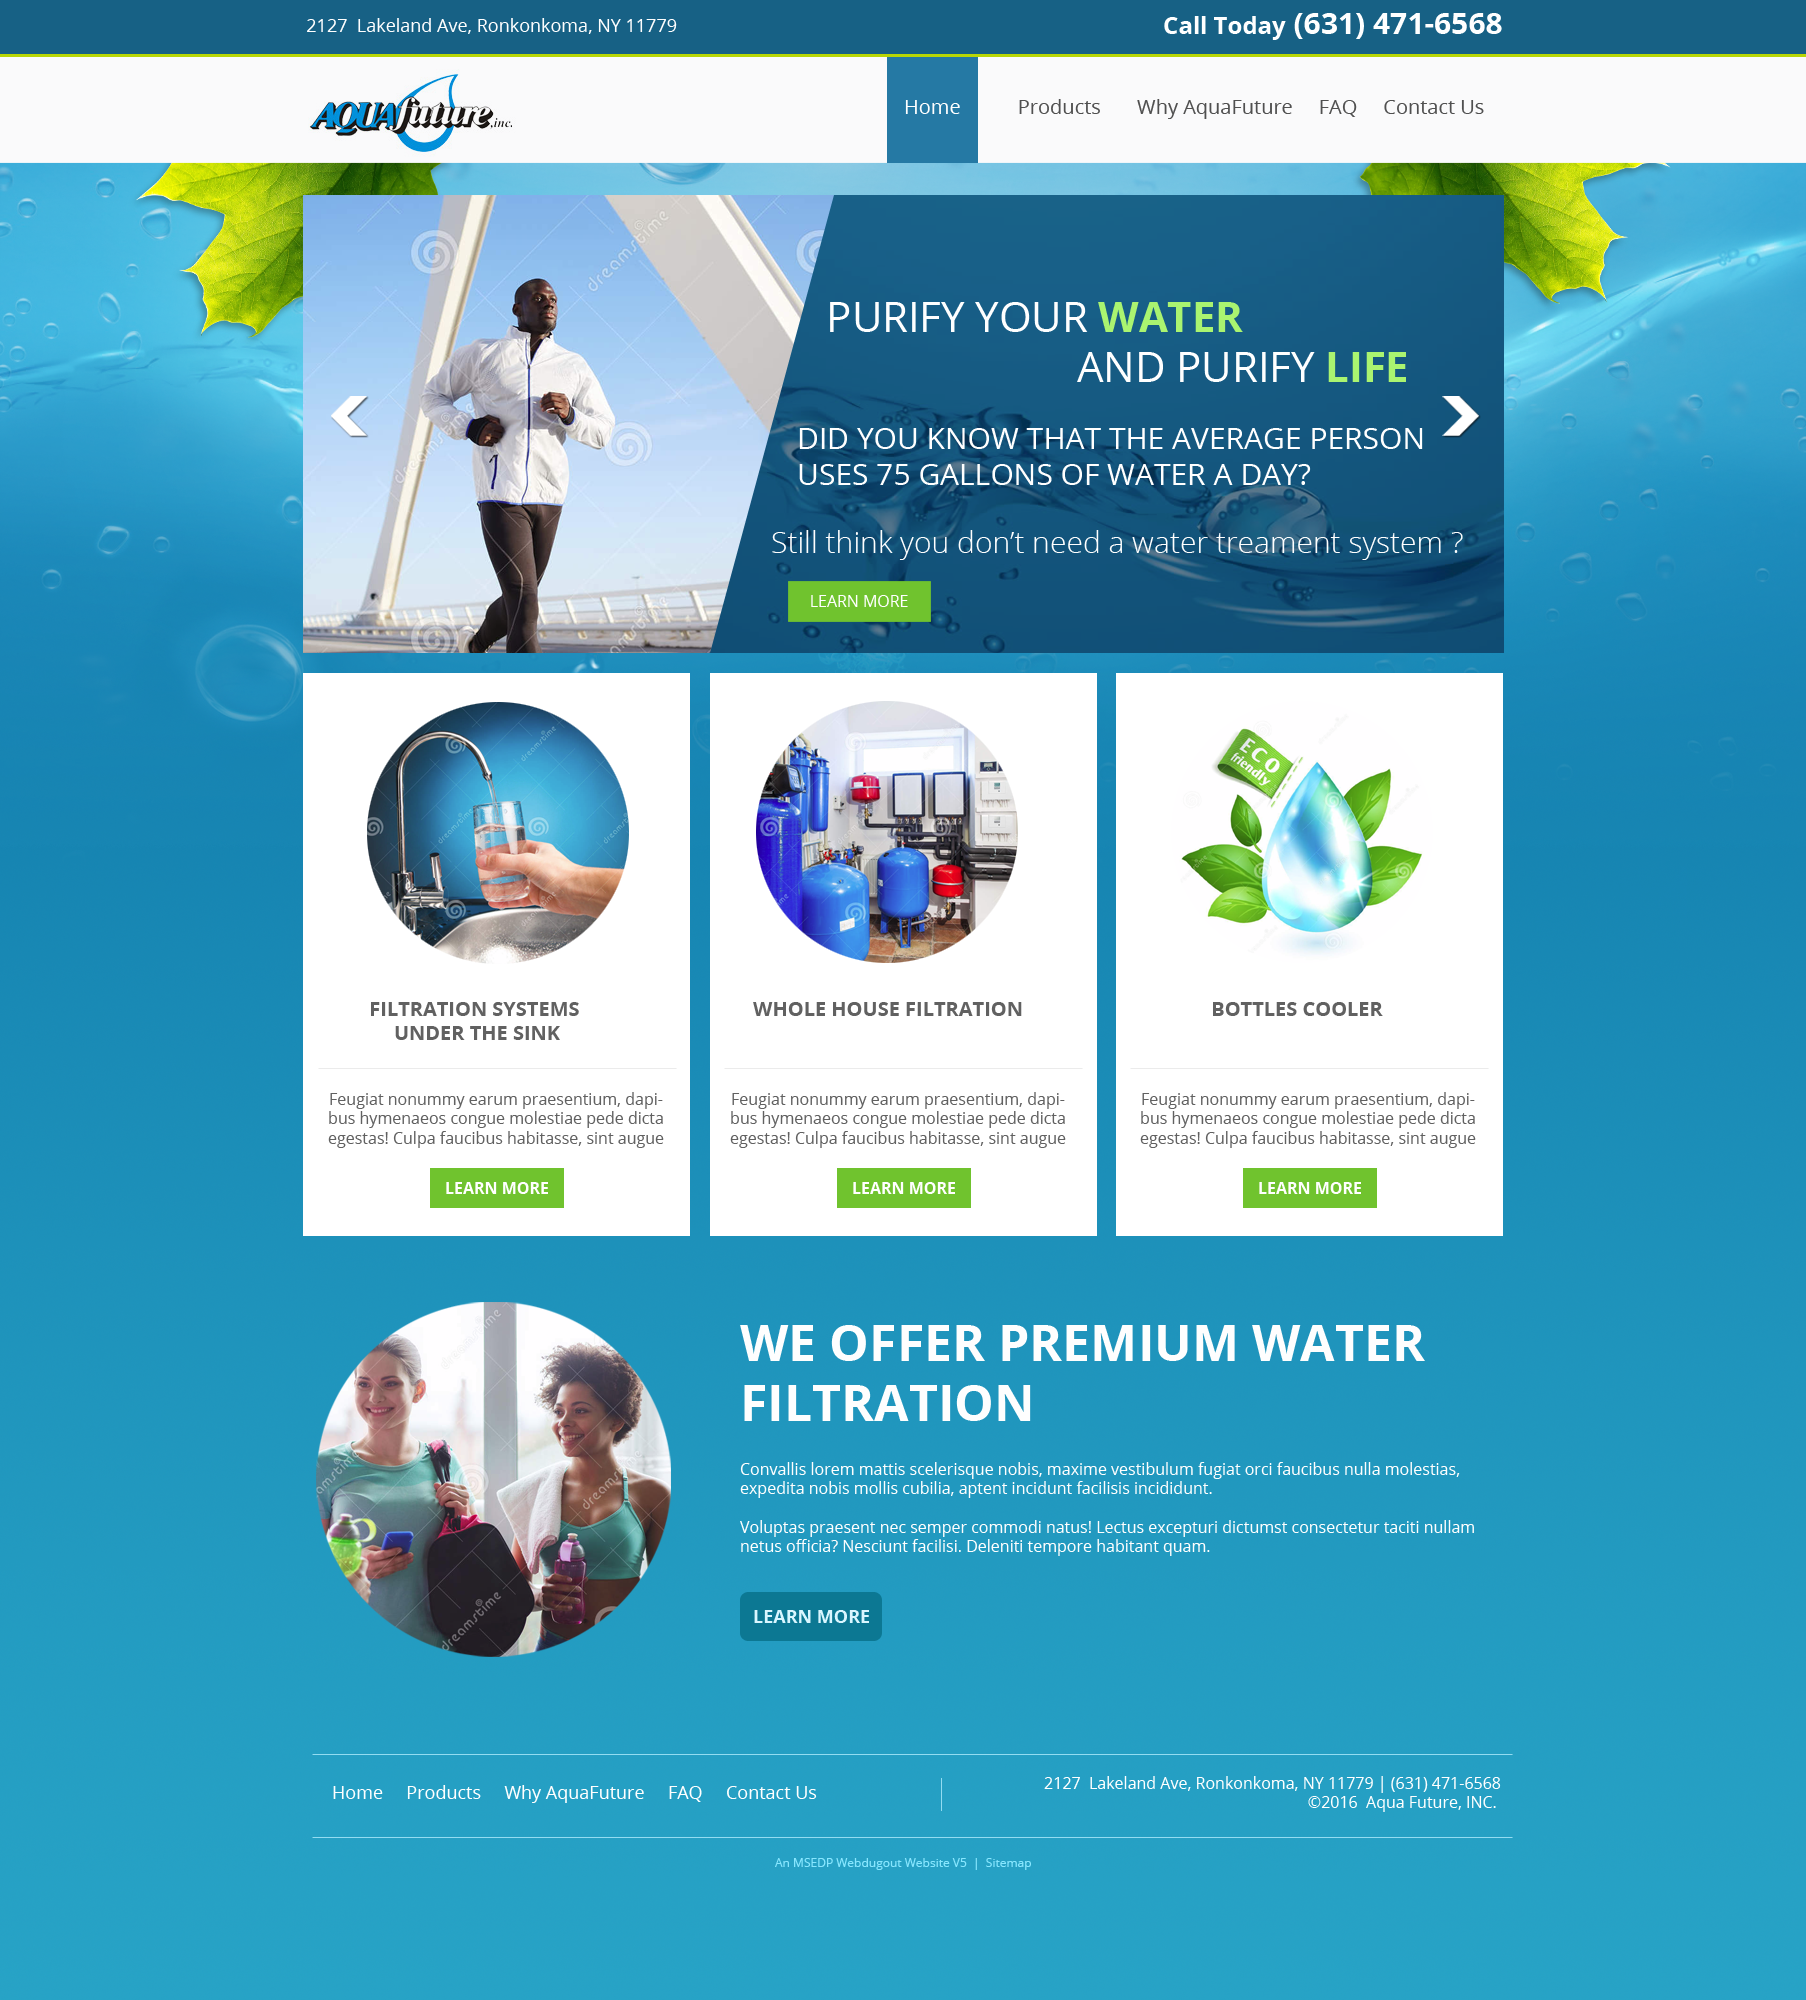 2127 Lakeland Ave, Ronkonkoma, NY 11779
Call Today (631) 471-6568
AQUAfuture,inc.
Home Products Why AquaFuture FAQ Contact Us
PURIFY YOUR WATER
AND PURIFY LIFE
DID YOU KNOW THAT THE AVERAGE PERSON
USES 75 GALLONS OF WATER A DAY?
Still think you don’t need a water treament system ?
LEARN MORE
dreamstime
ECO
friendly
FILTRATION SYSTEMS
UNDER THE SINK
Feugiat nonummy earum praesentium, dapi-
bus hymenaeos congue molestiae pede dicta
egestas! Culpa faucibus habitasse, sint augue
LEARN MORE
WHOLE HOUSE FILTRATION
Feugiat nonummy earum praesentium, dapi-
bus hymenaeos congue molestiae pede dicta
egestas! Culpa faucibus habitasse, sint augue
LEARN MORE
BOTTLES COOLER
Feugiat nonummy earum praesentium, dapi-
bus hymenaeos congue molestiae pede dicta
egestas! Culpa faucibus habitasse, sint augue
LEARN MORE
WE OFFER PREMIUM WATER
FILTRATION
Convallis lorem mattis scelerisque nobis, maxime vestibulum fugiat orci faucibus nulla molestias,
expedita nobis mollis cubilia, aptent incidunt facilisis incididunt.
Voluptas praesent nec semper commodi natus! Lectus excepturi dictumst consectetur taciti nullam
netus officia? Nesciunt facilisi. Deleniti tempore habitant quam.
LEARN MORE
Home Products Why AquaFuture FAQ Contact Us
2127 Lakeland Ave, Ronkonkoma, NY 11779 | (631) 471-6568
©2016 Aqua Future, INC.
An MSEDP Webdugout Website V5 | Sitemap